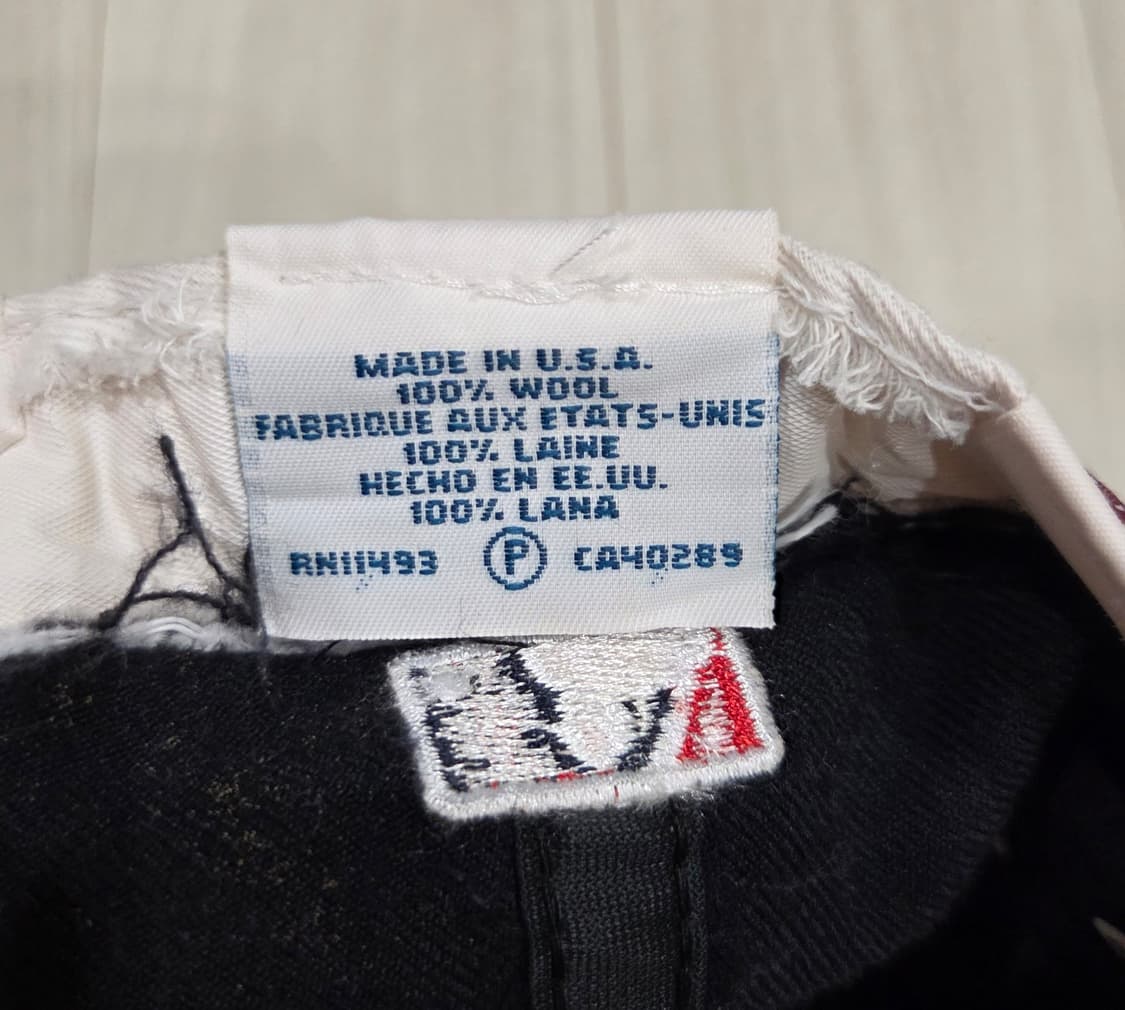 MADE IN U.S.A.
100% WOOL
FABRIQUE AUX ETATS-UNIS
100% LAINE
HECHO EN EE.UU.
100% LANA
RN11493 P CA40289